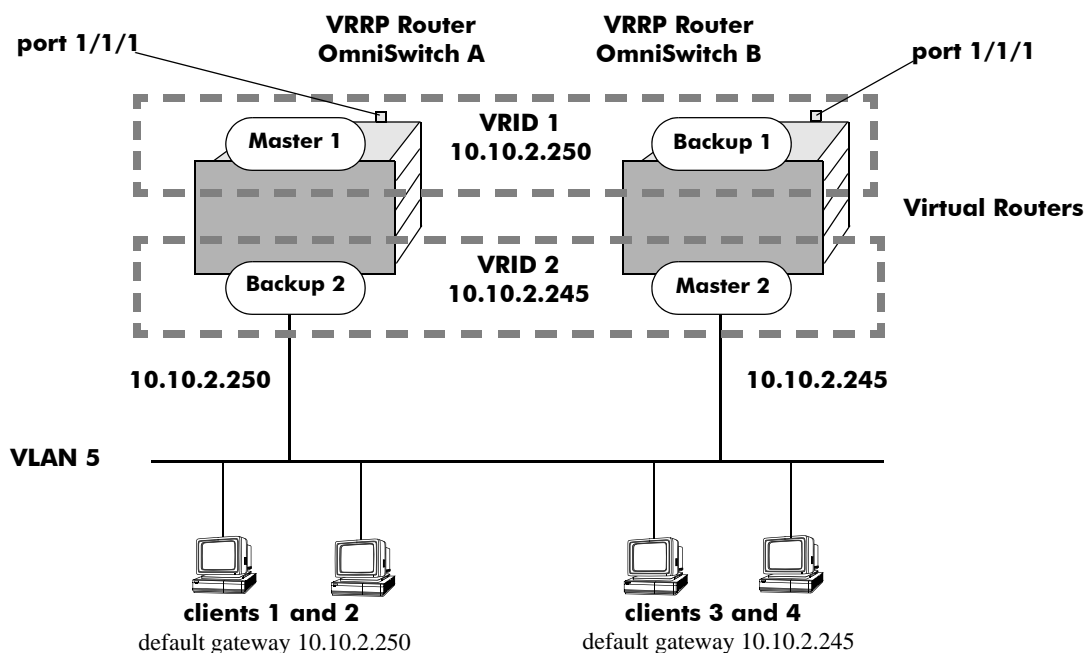 VRRP Router
OmniSwitch A
VRRP Router
OmniSwitch B
port 1/1/1
port 1/1/1
Master 1
VRID 1
10.10.2.250
Backup 1
Virtual Routers
Backup 2
VRID 2
10.10.2.245
Master 2
10.10.2.250
10.10.2.245
VLAN 5
clients 1 and 2
default gateway 10.10.2.250
clients 3 and 4
default gateway 10.10.2.245